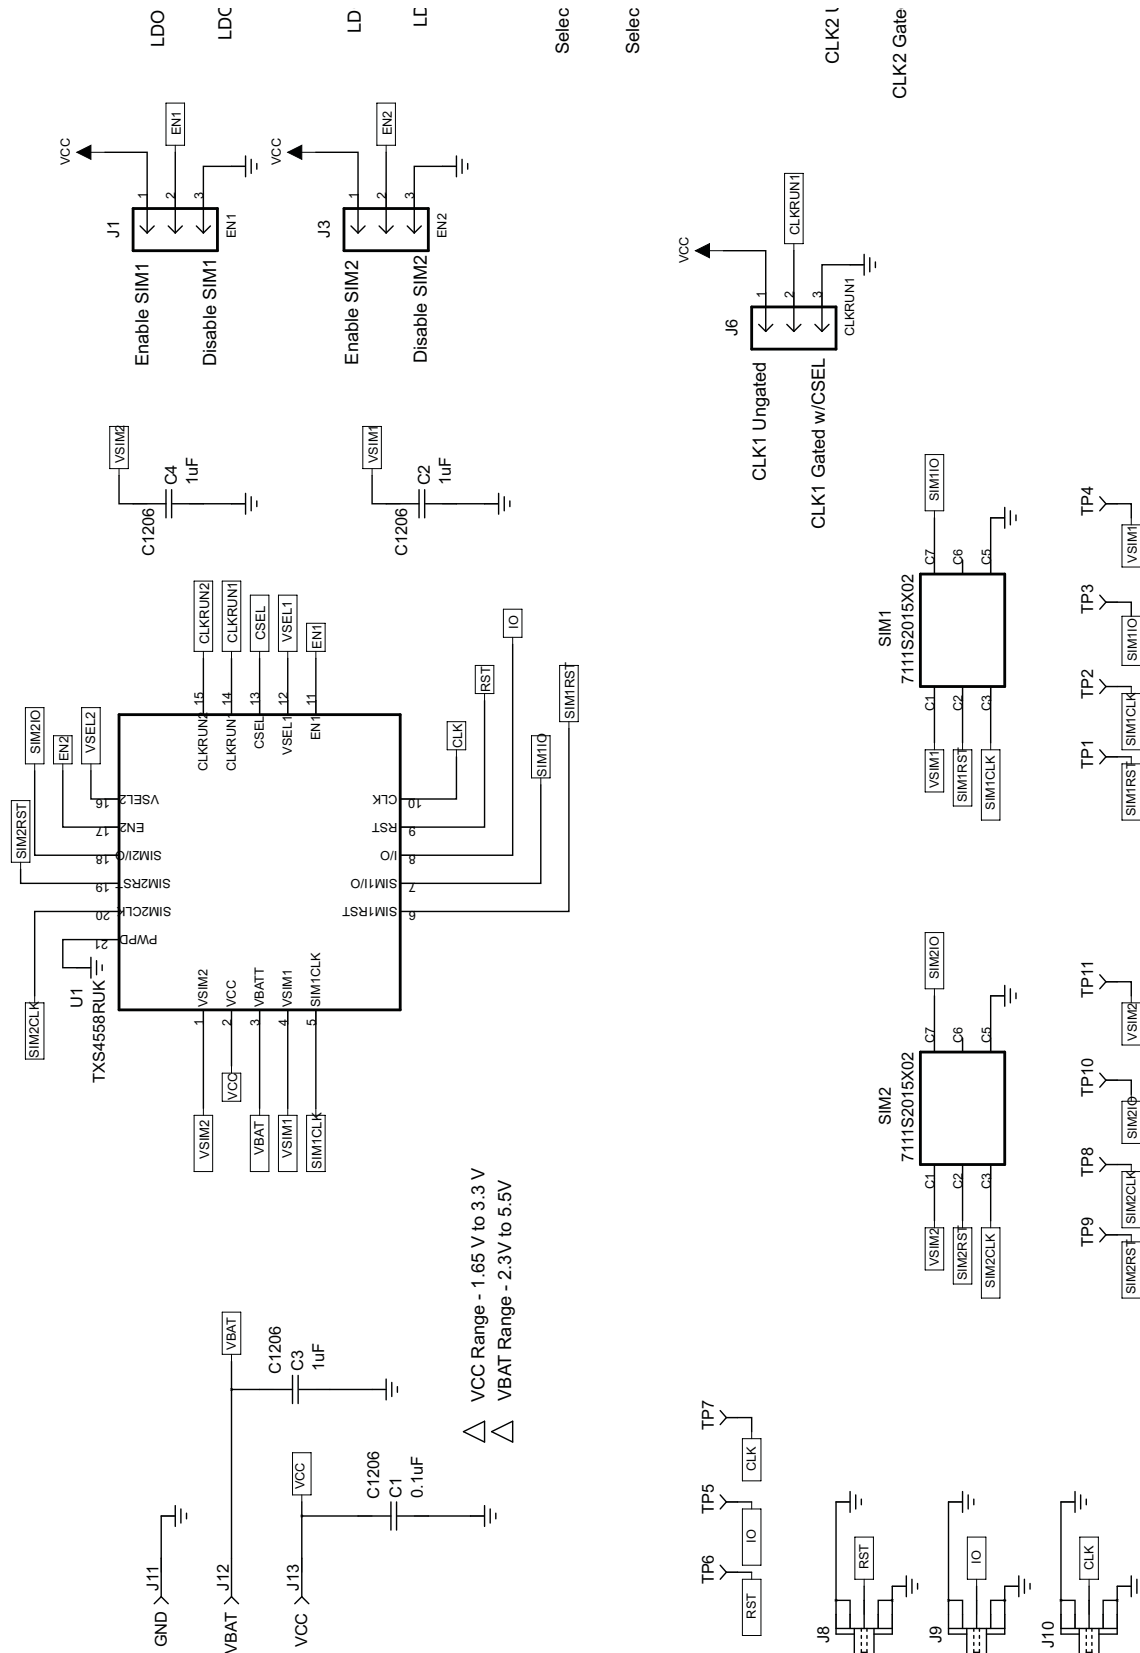 LDO
LDC
LD
LD
Selec
Selec
CLK2 U
CLK2 Gate
VCC
J1
1
2
3
EN1
EN1
Enable SIM1
Disable SIM1
VCC
J3
1
2
3
EN2
EN2
Enable SIM2
Disable SIM2
VCC
J6
1
2
3
CLKRUN1
CLKRUN1
CLK1 Ungated
CLK1 Gated w/CSEL
VSIM2
C1206
C4
1uF
VSIM1
C1206
C2
1uF
CLKRUN2
CLKRUN1
CSEL
VSEL1
EN1
15
14
13
12
11
CLKRUN2
CLKRUN1
CSEL
VSEL1
EN1
VSEL2
EN2
SIM2IO
SIM2RST
SIM2CLK
16
17
18
19
20
21
VSEL2
EN2
SIM2I/O
SIM2RST
SIM2CLK
PWPD
CLK
RST
I/O
SIM1I/O
SIM1RST
10
9
8
7
6
CLK
RST
IO
SIM1IO
SIM1RST
U1
TXS4558RUK
VSIM2
VCC
VBATT
VSIM1
SIM1CLK
1
2
3
4
5
VSIM2
VCC
VBAT
VSIM1
SIM1CLK
SIM1
7111S2015X02
C1
C2
C3
C7
C6
C5
VSIM1
SIM1RST
SIM1CLK
SIM1IO
TP4
VSIM1
TP3
SIM1IO
TP2
SIM1CLK
TP1
SIM1RST
SIM2
7111S2015X02
C1
C2
C3
C7
C6
C5
VSIM2
SIM2RST
SIM2CLK
SIM2IO
TP11
VSIM2
TP10
SIM2IO
TP8
SIM2CLK
TP9
SIM2RST
VCC Range - 1.65 V to 3.3 V
VBAT Range - 2.3V to 5.5V
VBAT
C1206
C3
1uF
VCC
C1206
C1
0.1uF
GND
J11
VBAT
J12
VCC
J13
TP7
CLK
TP5
IO
TP6
RST
J8
RST
J9
IO
J10
CLK